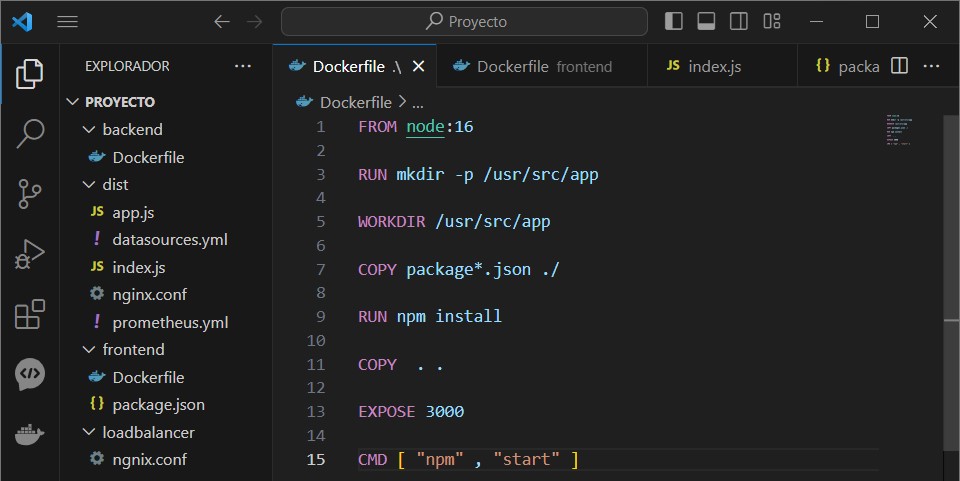 Proyecto
EXPLORADOR ...
PROYECTO
backend
Dockerfile
dist
JS app.js
! datasources.yml
JS index.js
nginx.conf
! prometheus.yml
frontend
Dockerfile
{} package.json
loadbalancer
ngnix.conf
Dockerfile .\
Dockerfile frontend
JS index.js
{} packa ...
Dockerfile > ...
1 FROM node:16
2
3 RUN mkdir -p /usr/src/app
4
5 WORKDIR /usr/src/app
6
7 COPY package*.json ./
8
9 RUN npm install
10
11 COPY  . .
12
13 EXPOSE 3000
14
15 CMD [ "npm" , "start" ]